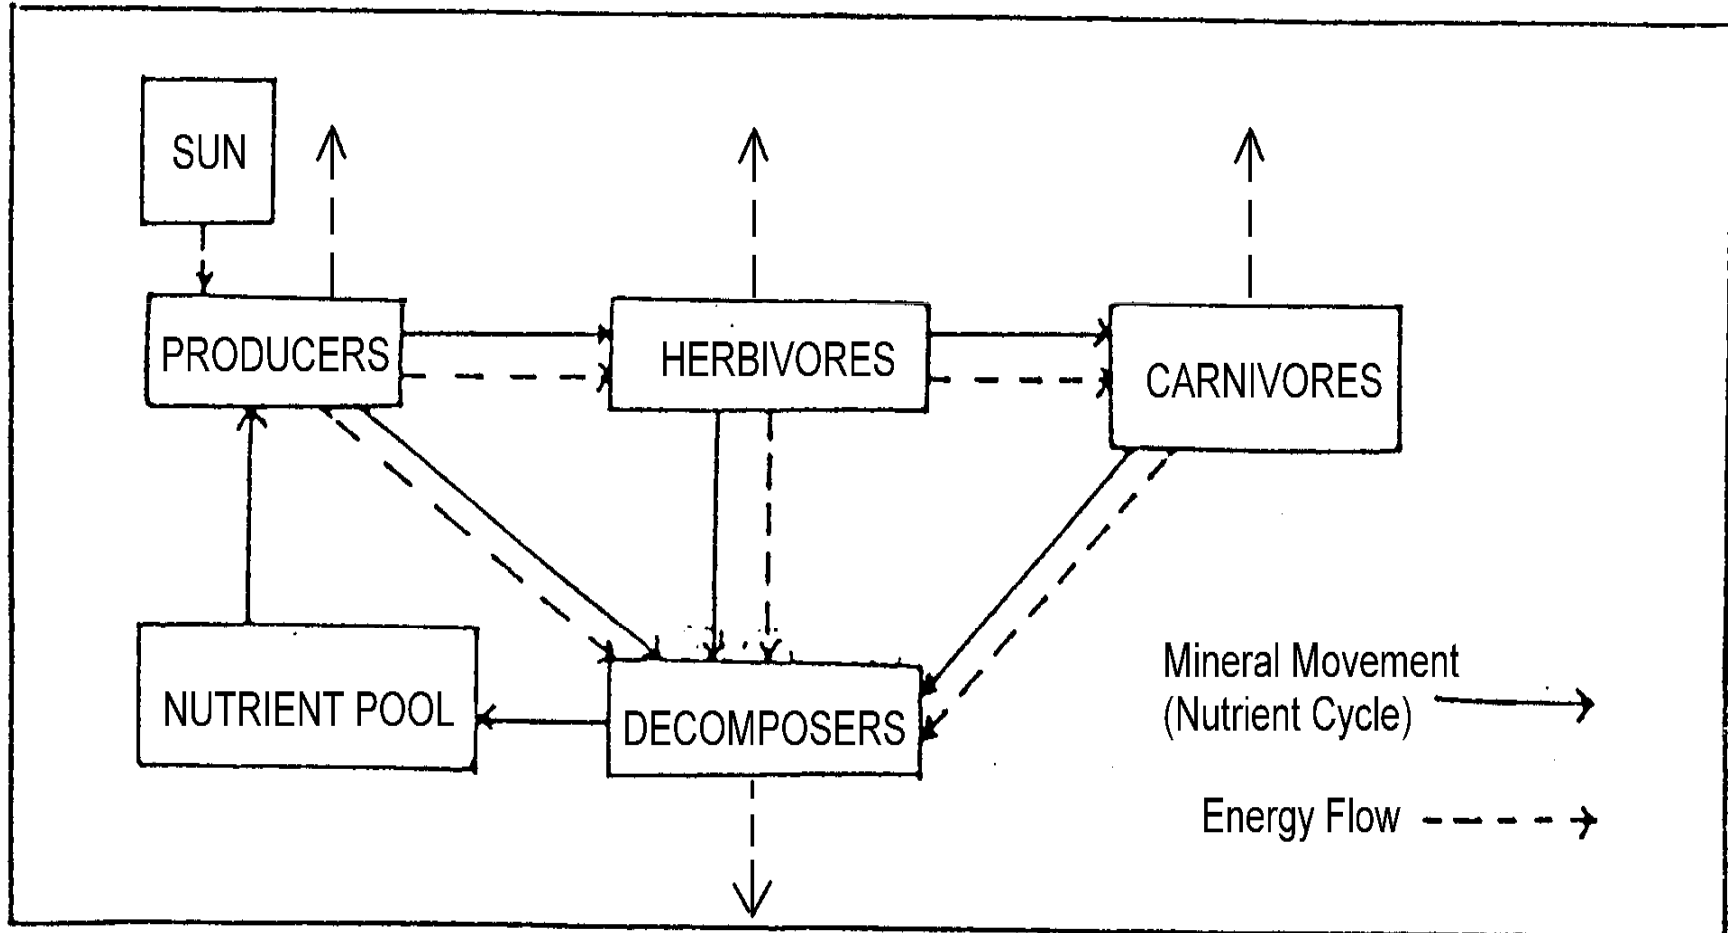 SUN
PRODUCERS
HERBIVORES
CARNIVORES
NUTRIENT POOL
DECOMPOSERS
Mineral Movement
(Nutrient Cycle)
Energy Flow